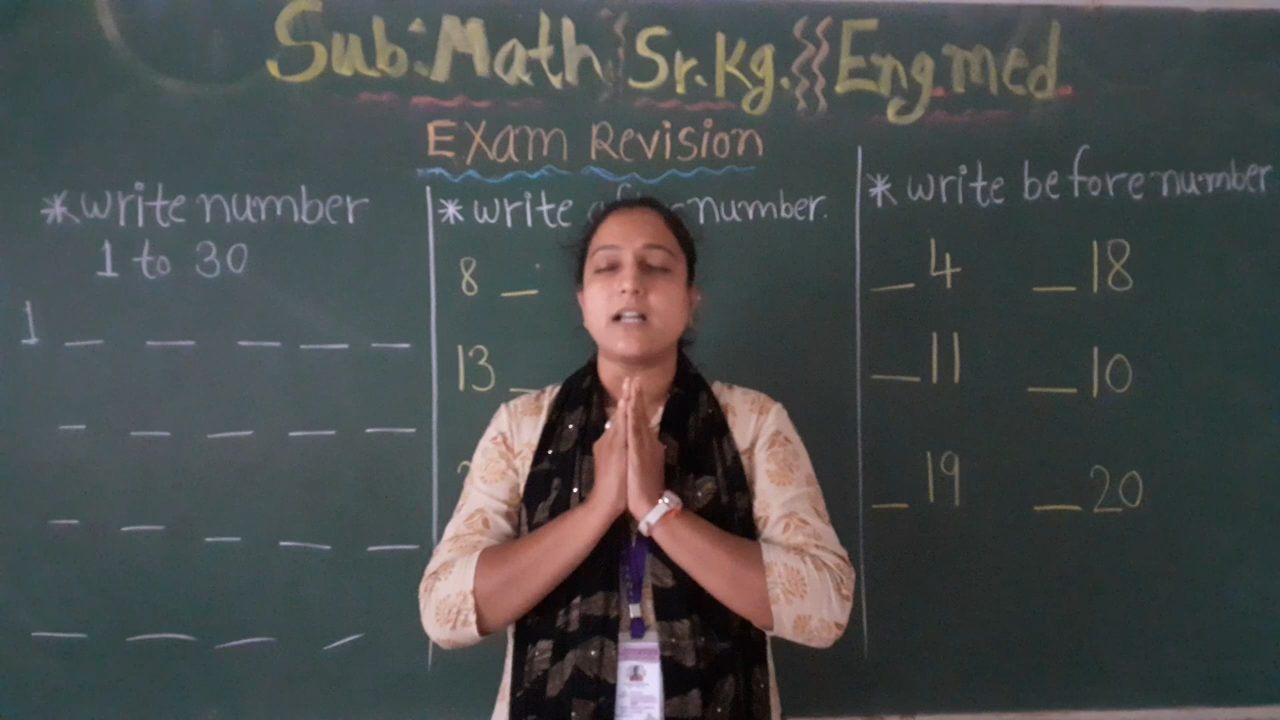 Sub:Math Sr.Kg. Eng.med.
Exam Revision
*write number
1 to 30
1 _ _ _ _ _
_ _ _ _ _
_ _ _ _ _
_ _ _ _
*write number.
8 _
13 _
*write before number
_ 4 _ 18
_ 11 _ 10
_ 19 _ 20